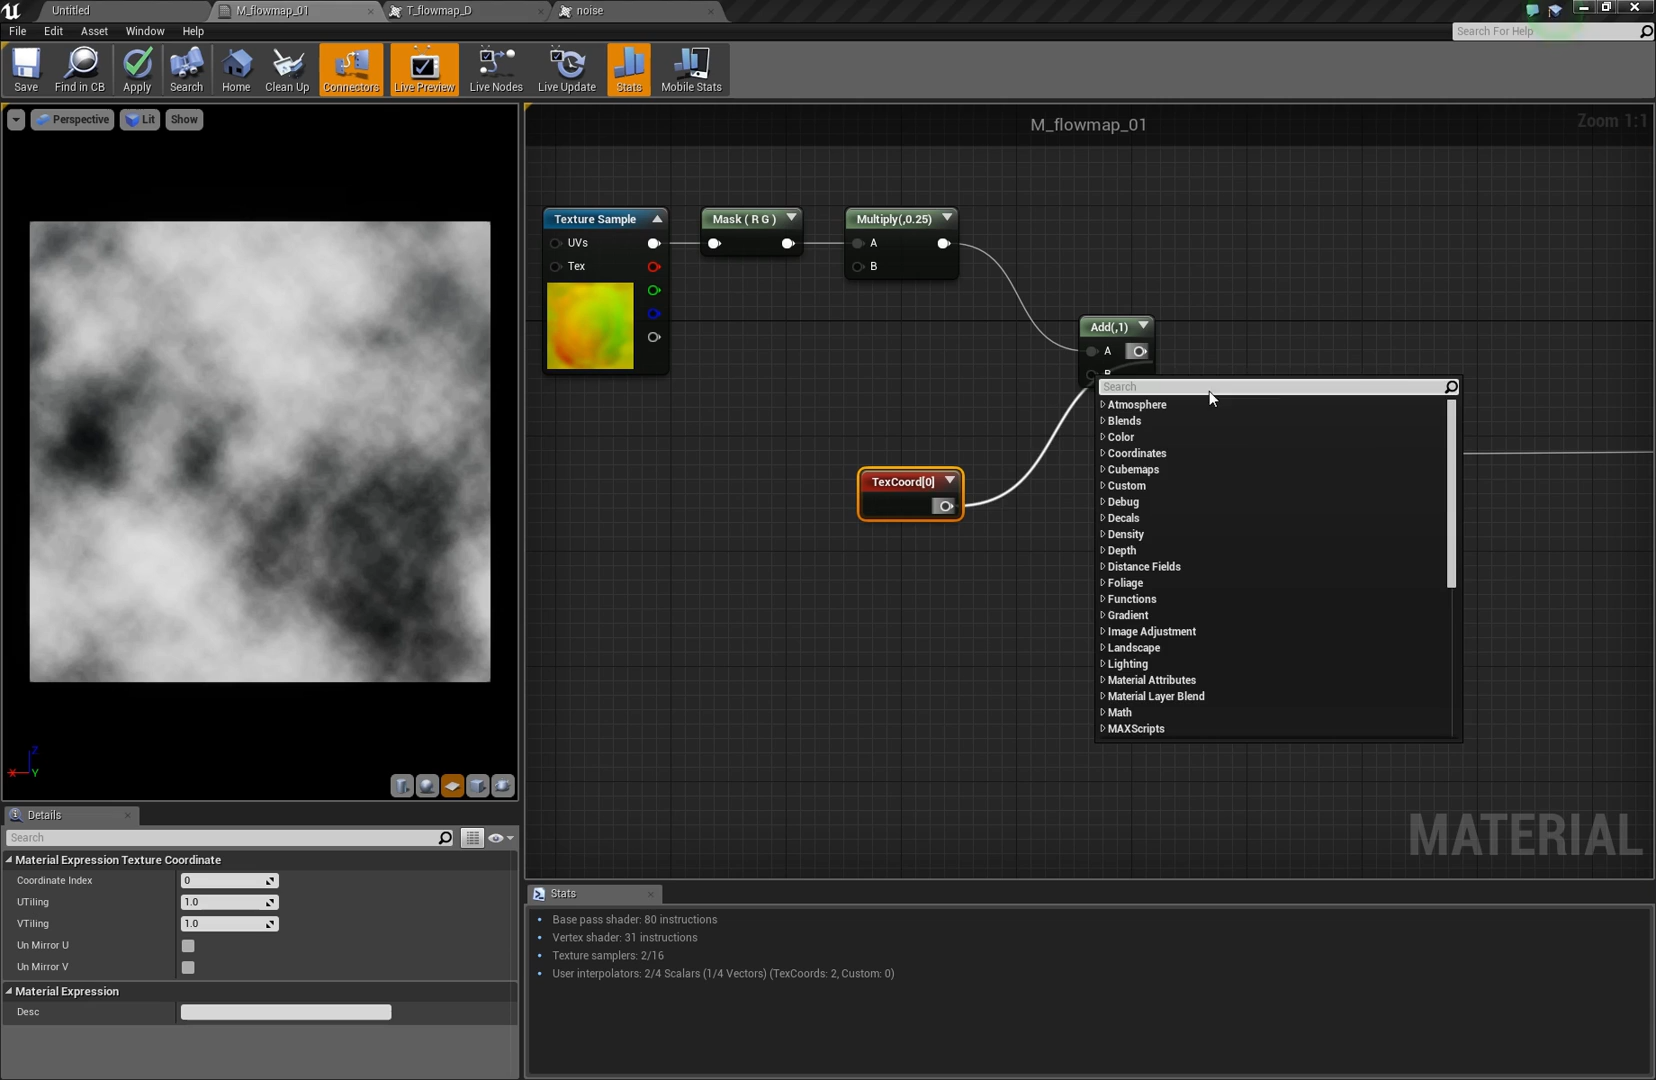 Untitled
M_flowmap_01
T_flowmap_D
noise
File Edit Asset Window Help
Search For Help
Save
Find in CB
Apply
Search
Home
Clean Up
Connectors
Live Preview
Live Nodes
Live Update
Stats
Mobile Stats
Perspective
Lit
Show
M_flowmap_01
Zoom 1:1
Texture Sample
UVs
Tex
Mask ( R G )
Multiply(,0.25)
A
B
Add(,1)
A
B
TexCoord[0]
Search
Atmosphere
Blends
Color
Coordinates
Cubemaps
Custom
Debug
Decals
Density
Depth
Distance Fields
Foliage
Functions
Gradient
Image Adjustment
Landscape
Lighting
Material Attributes
Material Layer Blend
Math
MAXScripts
MATERIAL
Z
X
Y
Details
Search
Material Expression Texture Coordinate
Coordinate Index 0
UTiling 1.0
VTiling 1.0
Un Mirror U
Un Mirror V
Material Expression
Desc
Stats
Base pass shader: 80 instructions
Vertex shader: 31 instructions
Texture samplers: 2/16
User interpolators: 2/4 Scalars (1/4 Vectors) (TexCoords: 2, Custom: 0)